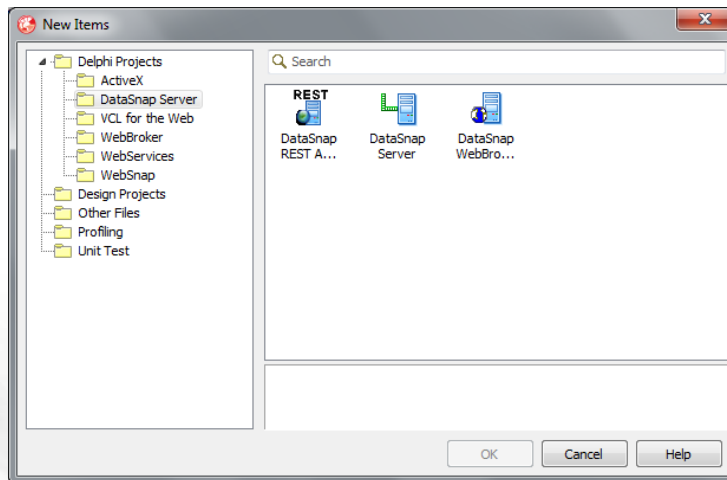 New Items
Delphi Projects
ActiveX
DataSnap Server
VCL for the Web
WebBroker
WebServices
WebSnap
Design Projects
Other Files
Profiling
Unit Test
Search
REST
DataSnap
REST A...
DataSnap
Server
DataSnap
WebBro...
OK
Cancel
Help